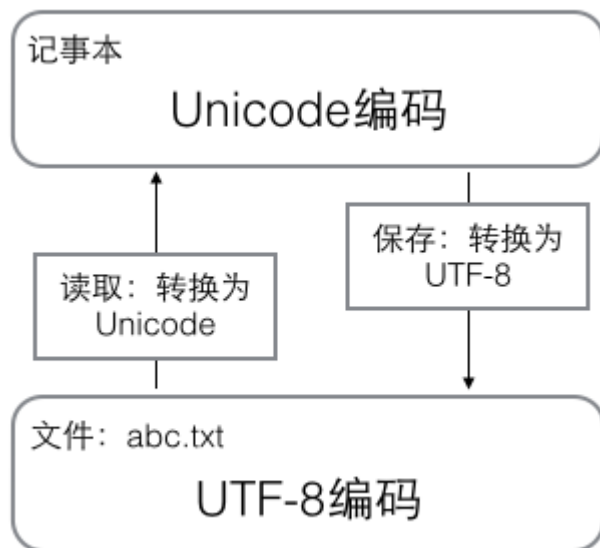 记事本
Unicode编码
保存：转换为
UTF-8
读取：转换为
Unicode
文件：abc.txt
UTF-8编码